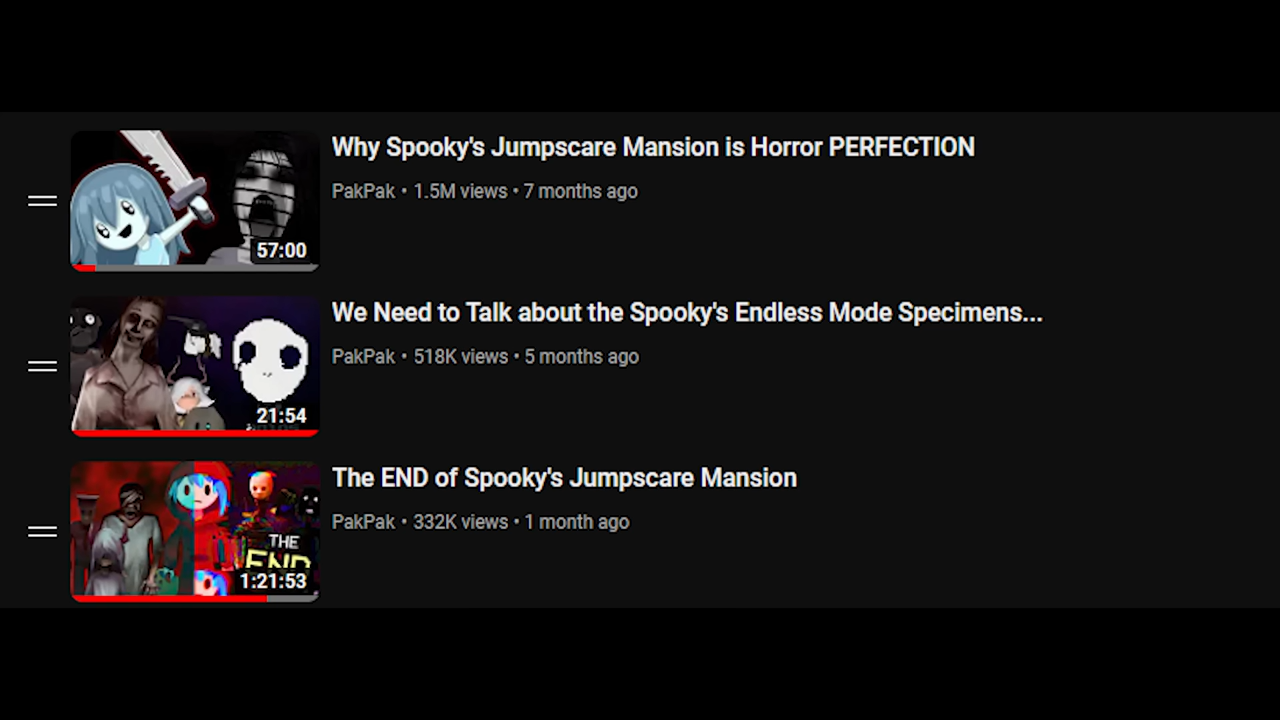 Why Spooky's Jumpscare Mansion is Horror PERFECTION
PakPak • 1.5M views • 7 months ago
57:00
We Need to Talk about the Spooky's Endless Mode Specimens...
PakPak • 518K views • 5 months ago
21:54
The END of Spooky's Jumpscare Mansion
PakPak • 332K views • 1 month ago
THE
END
1:21:53